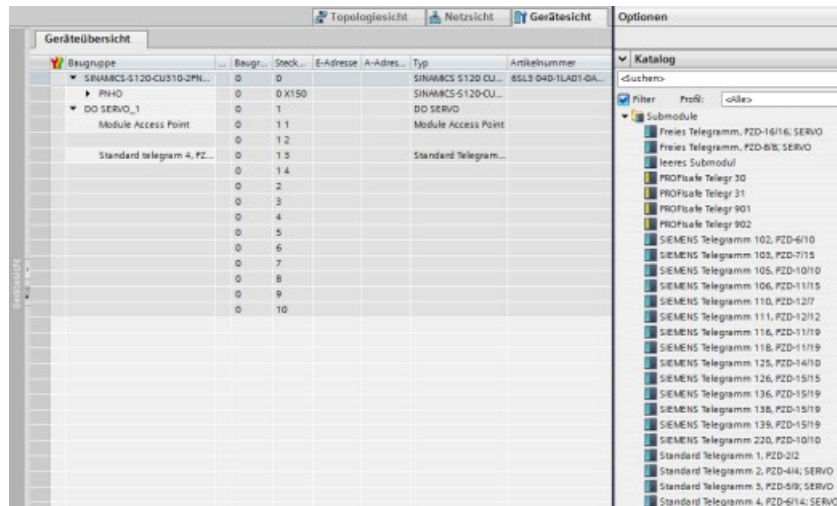 Topologiesicht Netzsicht Gerätesicht Optionen
Geräteübersicht
Baugruppe ... Baugr... Steck... E-Adresse A-Adres... Typ Artikelnummer
Katalog
SINAMICS-S120-CU310-2PN... 0 0 SINAMICS S120 CU... 6SL3 040-1LA01-0A...
<Suchen>
PN-IO 0 0 X150 SINAMICS-S120-CU...
Filter Profil: <Alle>
DO SERVO_1 0 1 DO SERVO
Module Access Point 0 1 1 Module Access Point
0 1 2
Standard telegram 4, PZ... 0 1 3 Standard Telegram...
0 1 4
0 2
0 3
0 4
0 5
0 6
0 7
0 8
0 9
0 10
Gerätesicht
Submodule
Freies Telegramm, PZD-16/16; SERVO
Freies Telegramm, PZD-8/8; SERVO
leeres Submodul
PROFIsafe Telegr 30
PROFIsafe Telegr 31
PROFIsafe Telegr 901
PROFIsafe Telegr 902
SIEMENS Telegramm 102, PZD-6/10
SIEMENS Telegramm 103, PZD-7/15
SIEMENS Telegramm 105, PZD-10/10
SIEMENS Telegramm 106, PZD-11/15
SIEMENS Telegramm 110, PZD-12/7
SIEMENS Telegramm 111, PZD-12/12
SIEMENS Telegramm 116, PZD-11/19
SIEMENS Telegramm 118, PZD-11/19
SIEMENS Telegramm 125, PZD-14/10
SIEMENS Telegramm 126, PZD-15/15
SIEMENS Telegramm 136, PZD-15/19
SIEMENS Telegramm 138, PZD-15/19
SIEMENS Telegramm 139, PZD-15/19
SIEMENS Telegramm 220, PZD-10/10
Standard Telegramm 1, PZD-2/2
Standard Telegramm 2, PZD-4/4; SERVO
Standard Telegramm 3, PZD-5/9; SERVO
Standard Telegramm 4, PZD-6/14; SERVO